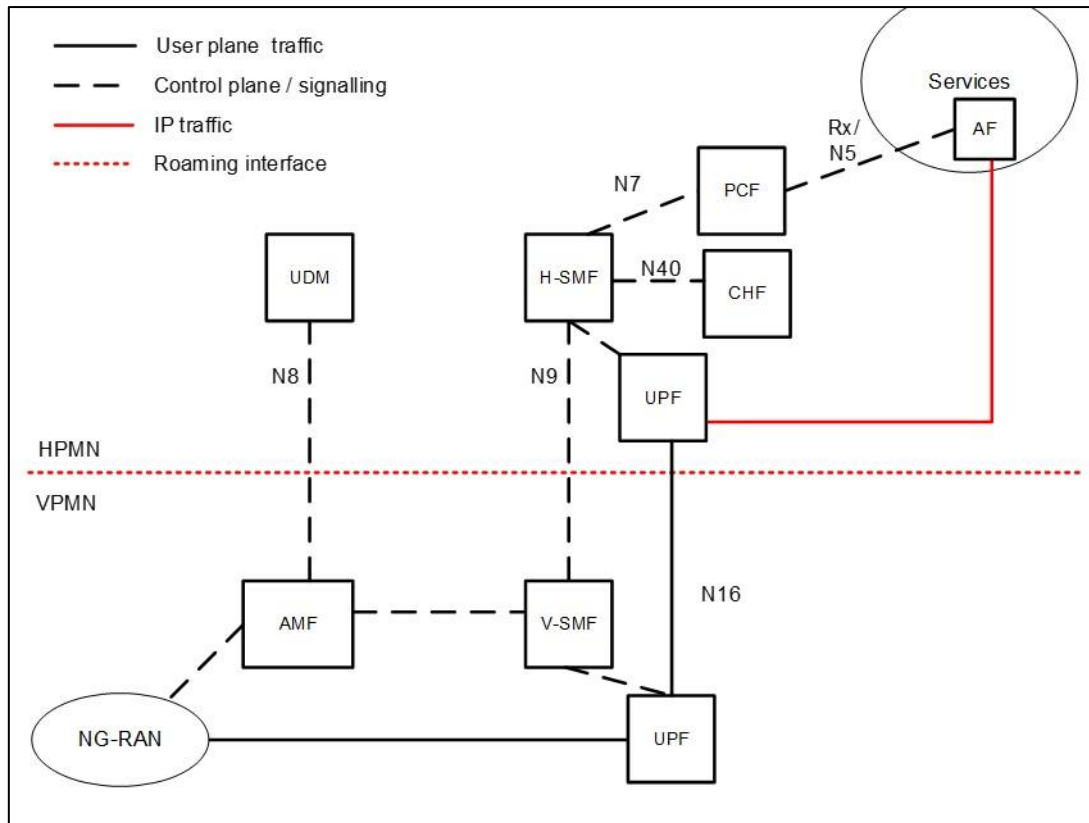 User plane traffic
Control plane / signalling
IP traffic
Roaming interface
Services
AF
Rx/
N5
N7
PCF
UDM
H-SMF
N40
CHF
N8
N9
UPF
HPMN
VPMN
N16
AMF
V-SMF
NG-RAN
UPF